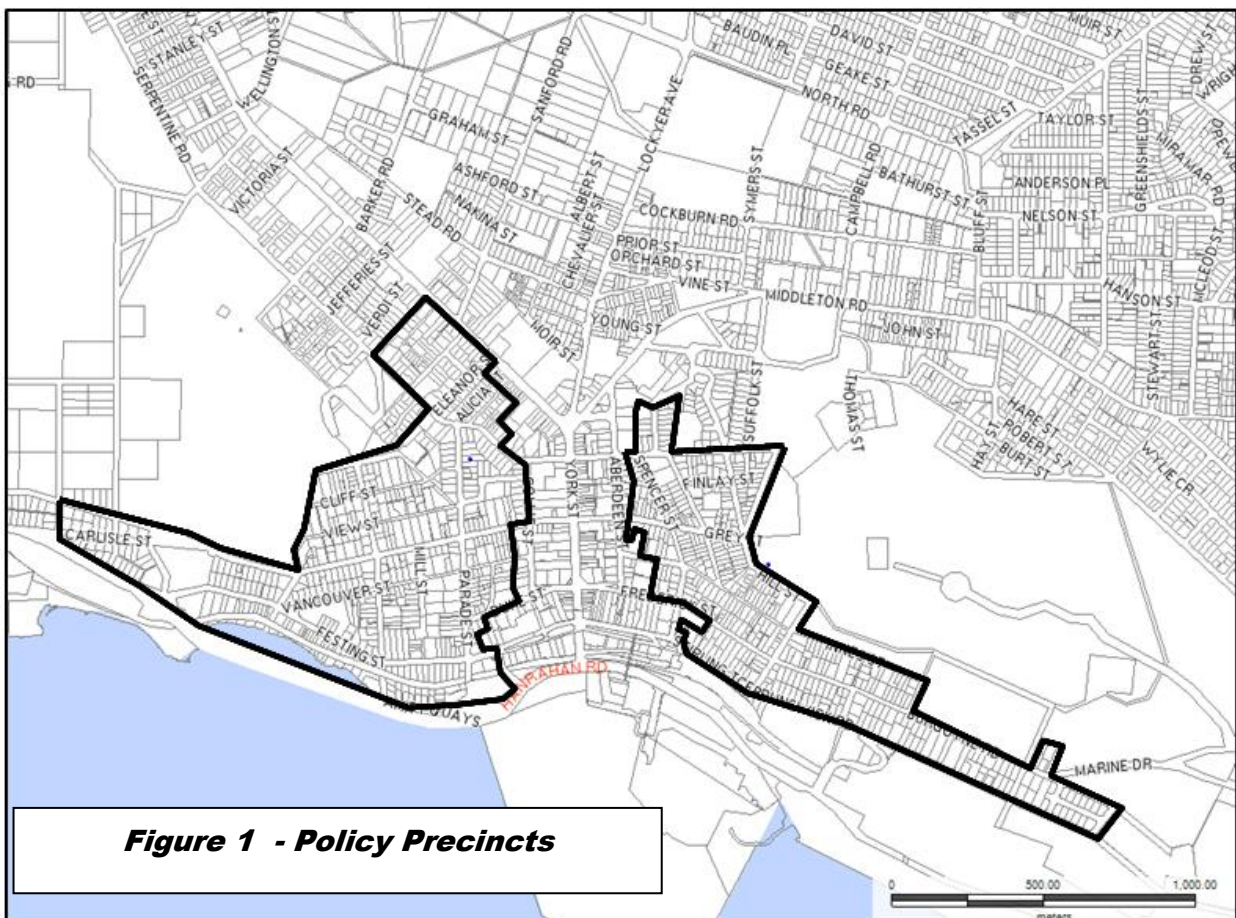 MUIR ST
STANLEY ST
WELLINGTON ST
SERPENTINE RD
SANFORD RD
LOCKYER AVE
BAUDIN PL
DAVID ST
GEAKE ST
NORTH RD
TASSEL ST
TAYLOR ST
GREENSHIELDS ST
DREW ST
MIRAMAR RD
GRAHAM ST
VICTORIA ST
BARKER RD
STEAD RD
ASHFORD ST
NAKINA ST
ALBERT ST
CHEVALIER ST
SYMERS ST
CAMPBELL RD
BATHURST ST
ANDERSON PL
NELSON ST
BLUFF ST
COCKBURN RD
PRIOR ST
ORCHARD ST
VINE ST
MIDDLETON RD
JOHN ST
HANSON ST
MCLEOD ST
STEWART ST
JEFFERIES ST
VERDI ST
MOIR ST
YOUNG ST
ELEANOR ST
ALICIA
SUFFOLK ST
THOMAS ST
HARE ST
ROBERT ST
BURT ST
HAY ST
WYLIE CR
CLIFF ST
VIEW ST
YORK ST
ABERDEEN ST
SPENCER ST
FINLAY ST
GREY ST
CARLISLE ST
VANCOUVER ST
HILL ST
PARADE ST
FESTING ST
HANRAHAN RD
QUAYS
MARINE DR
Figure 1 - Policy Precincts
0 500.00 1,000.00
meters